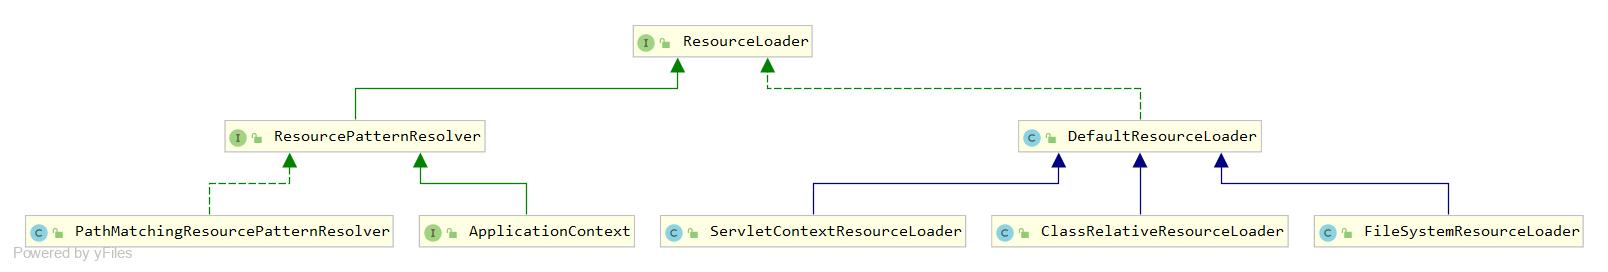 I ResourceLoader
I ResourcePatternResolver
C DefaultResourceLoader
C PathMatchingResourcePatternResolver
I ApplicationContext
C ServletContextResourceLoader
C ClassRelativeResourceLoader
C FileSystemResourceLoader
Powered by yFiles